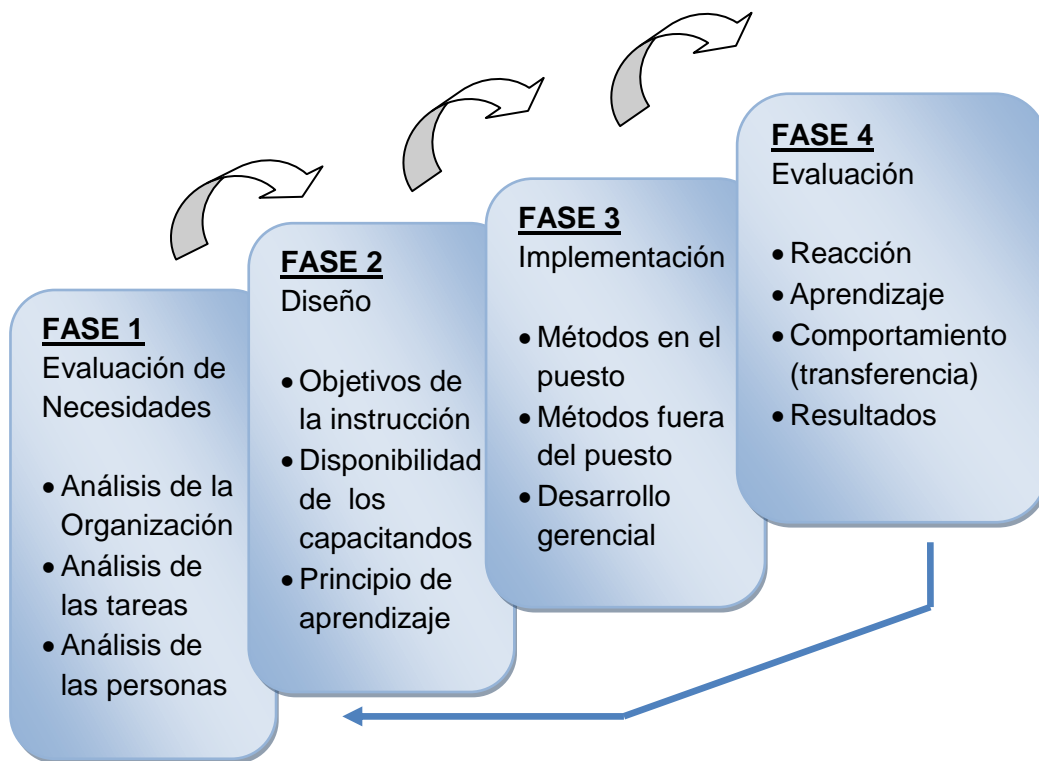 FASE 1
Evaluación de
Necesidades
• Análisis de la
Organización
• Análisis de
las tareas
• Análisis de
las personas
FASE 2
Diseño
• Objetivos de
la instrucción
• Disponibilidad
de los
capacitandos
• Principio de
aprendizaje
FASE 3
Implementación
• Métodos en el
puesto
• Métodos fuera
del puesto
• Desarrollo
gerencial
FASE 4
Evaluación
• Reacción
• Aprendizaje
• Comportamiento
(transferencia)
• Resultados